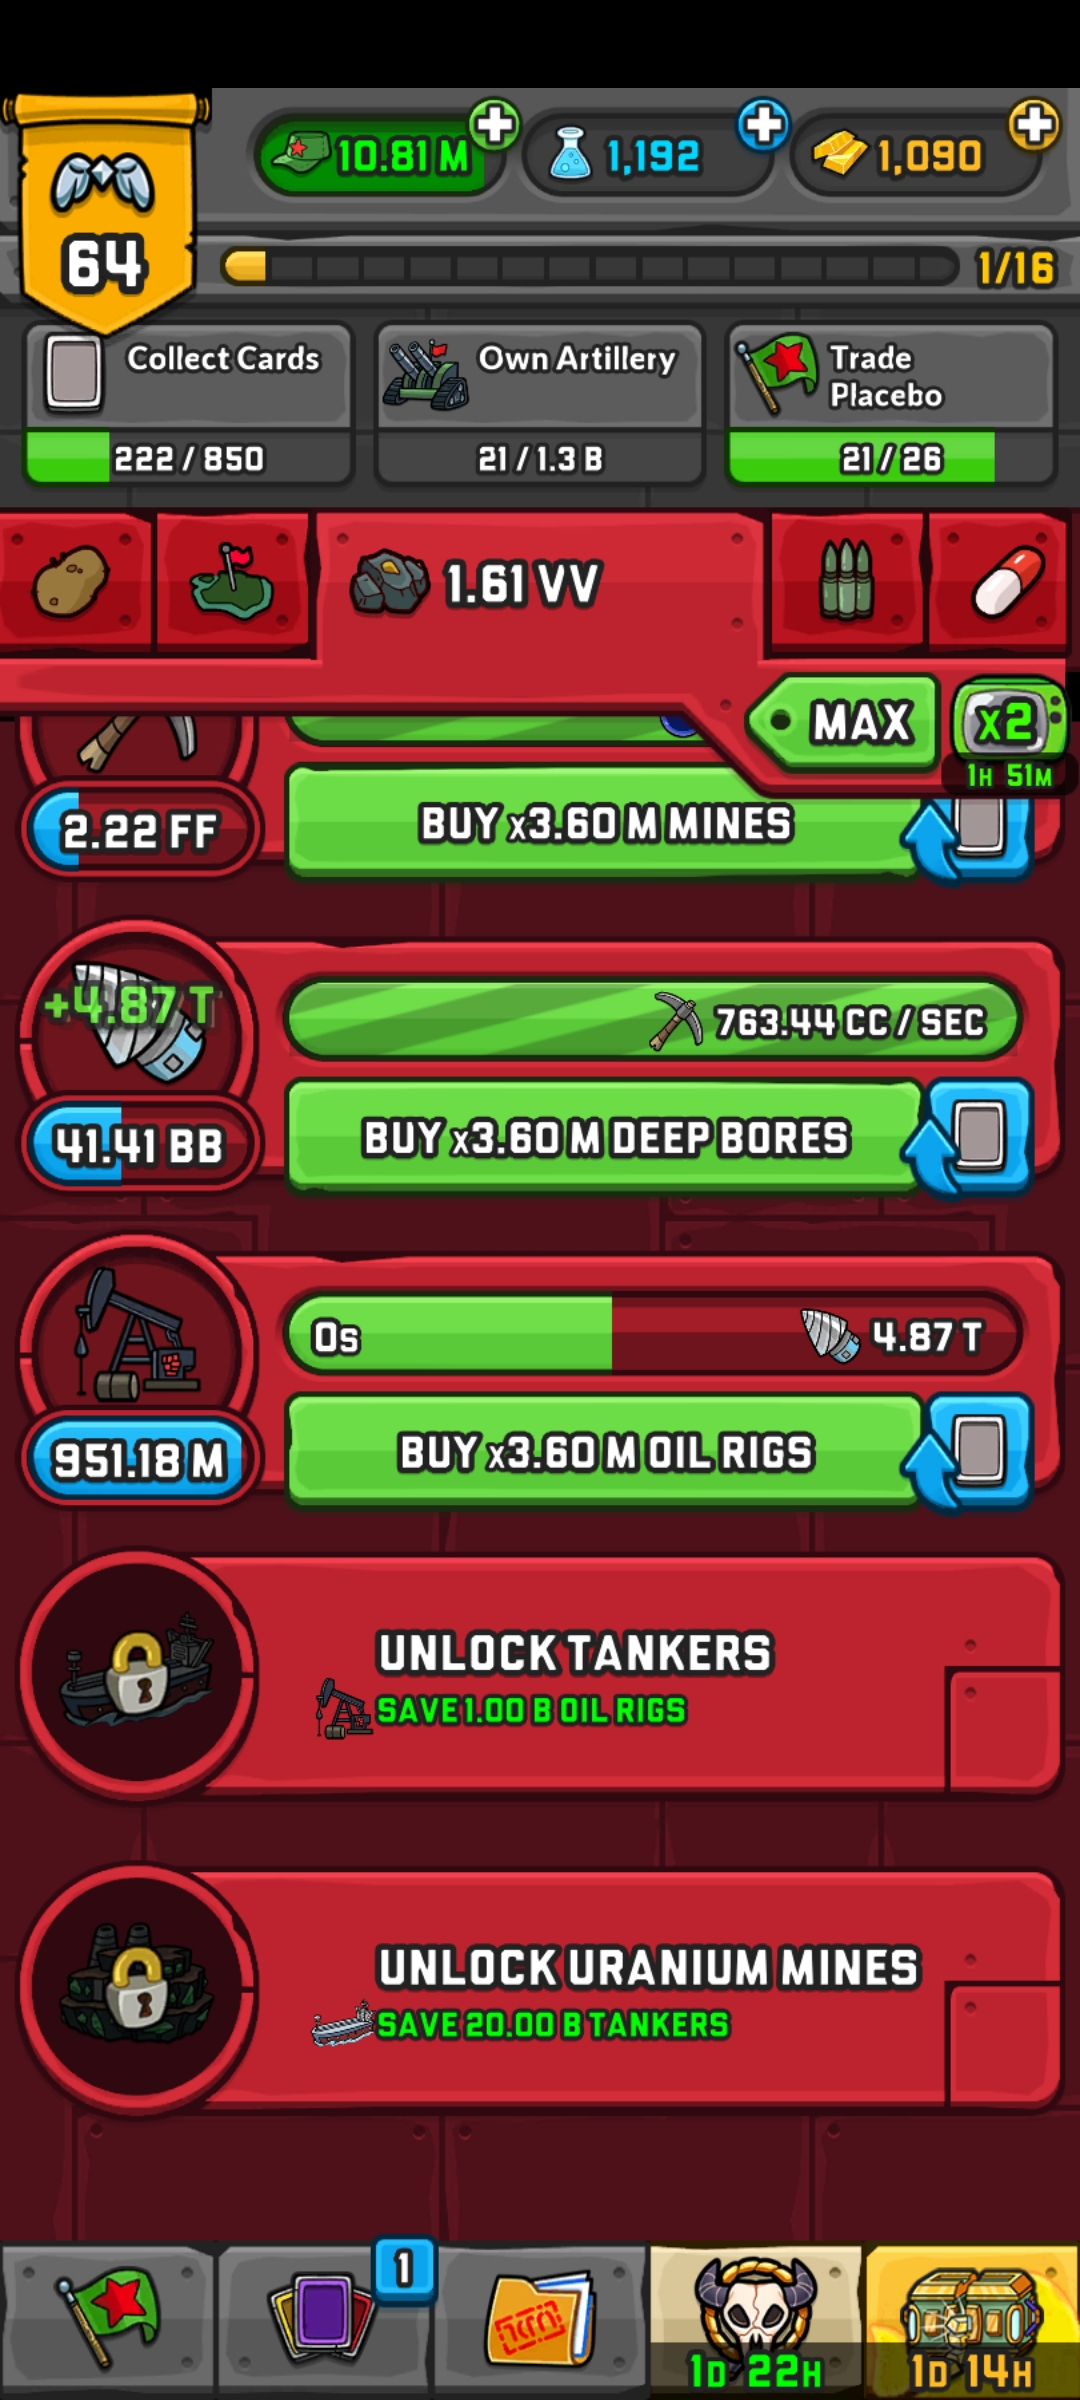 10.81 M
1,192
1,090
64
1/16
Collect Cards
222 / 850
Own Artillery
21 / 1.3 B
Trade
Placebo
21 / 26
1.61 VV
MAX
x2
1H 51M
2.22 FF
BUY x3.60 M MINES
+4.87 T
763.44 CC / SEC
41.41 BB
BUY x3.60 M DEEP BORES
0s
4.87 T
951.18 M
BUY x3.60 M OIL RIGS
UNLOCK TANKERS
SAVE 1.00 B OIL RIGS
UNLOCK URANIUM MINES
SAVE 20.00 B TANKERS
1
1D 22H
1D 14H